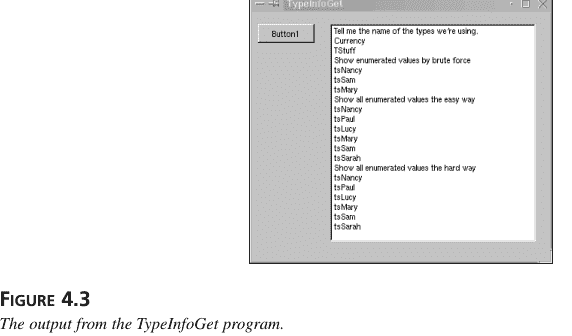 TypeInfoGet
Button1
Tell me the name of the types we're using.
Currency
TStuff
Show enumerated values by brute force
tsNancy
tsSam
tsMary
Show all enumerated values the easy way
tsNancy
tsPaul
tsLucy
tsMary
tsSam
tsSarah
Show all enumerated values the hard way
tsNancy
tsPaul
tsLucy
tsMary
tsSam
tsSarah
FIGURE 4.3
The output from the TypeInfoGet program.